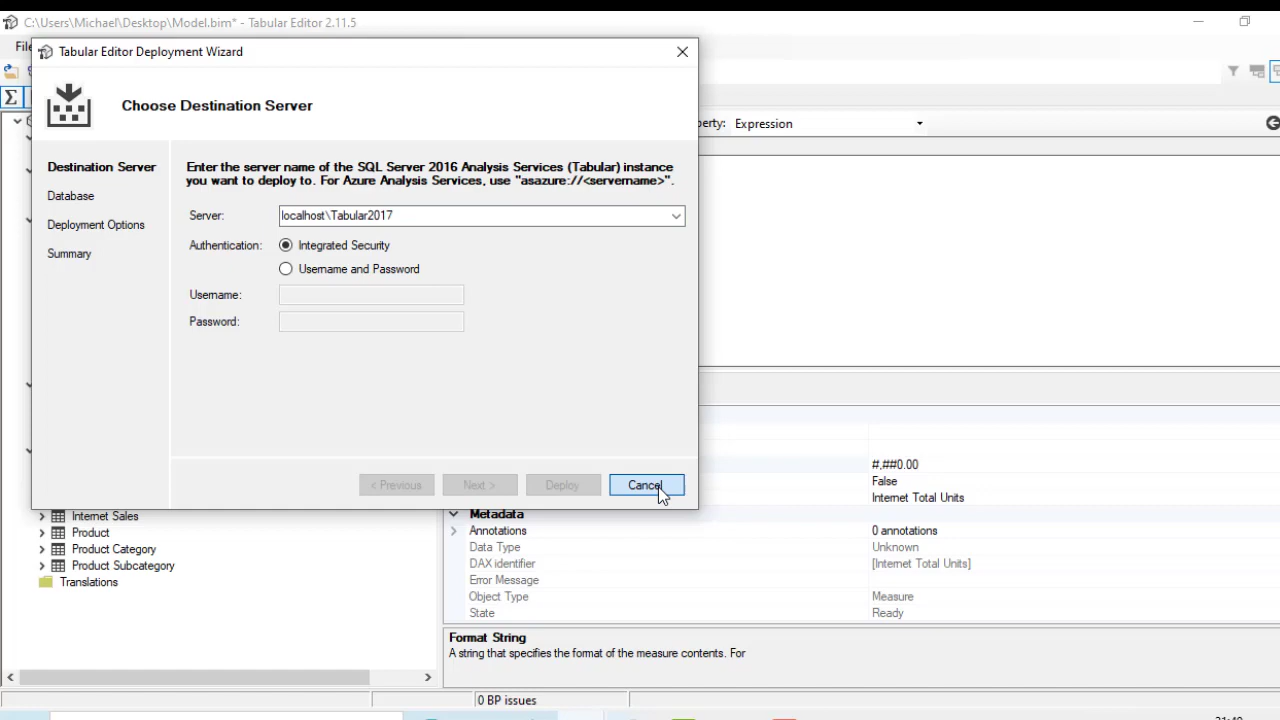 C:\Users\Michael\Desktop\Model.bim* - Tabular Editor 2.11.5
File
Tabular Editor Deployment Wizard
Choose Destination Server
perty: Expression
Destination Server
Database
Deployment Options
Summary
Enter the server name of the SQL Server 2016 Analysis Services (Tabular) instance
you want to deploy to. For Azure Analysis Services, use "asazure://<servername>".
Server: localhost\Tabular2017
Authentication: Integrated Security
Username and Password
Username:
Password:
< Previous Next > Deploy Cancel
#,##0.00
False
Internet Total Units
Internet Sales
Product
Product Category
Product Subcategory
Translations
Metadata
Annotations 0 annotations
Data Type Unknown
DAX identifier [Internet Total Units]
Error Message
Object Type Measure
State Ready
Format String
A string that specifies the format of the measure contents. For
0 BP issues